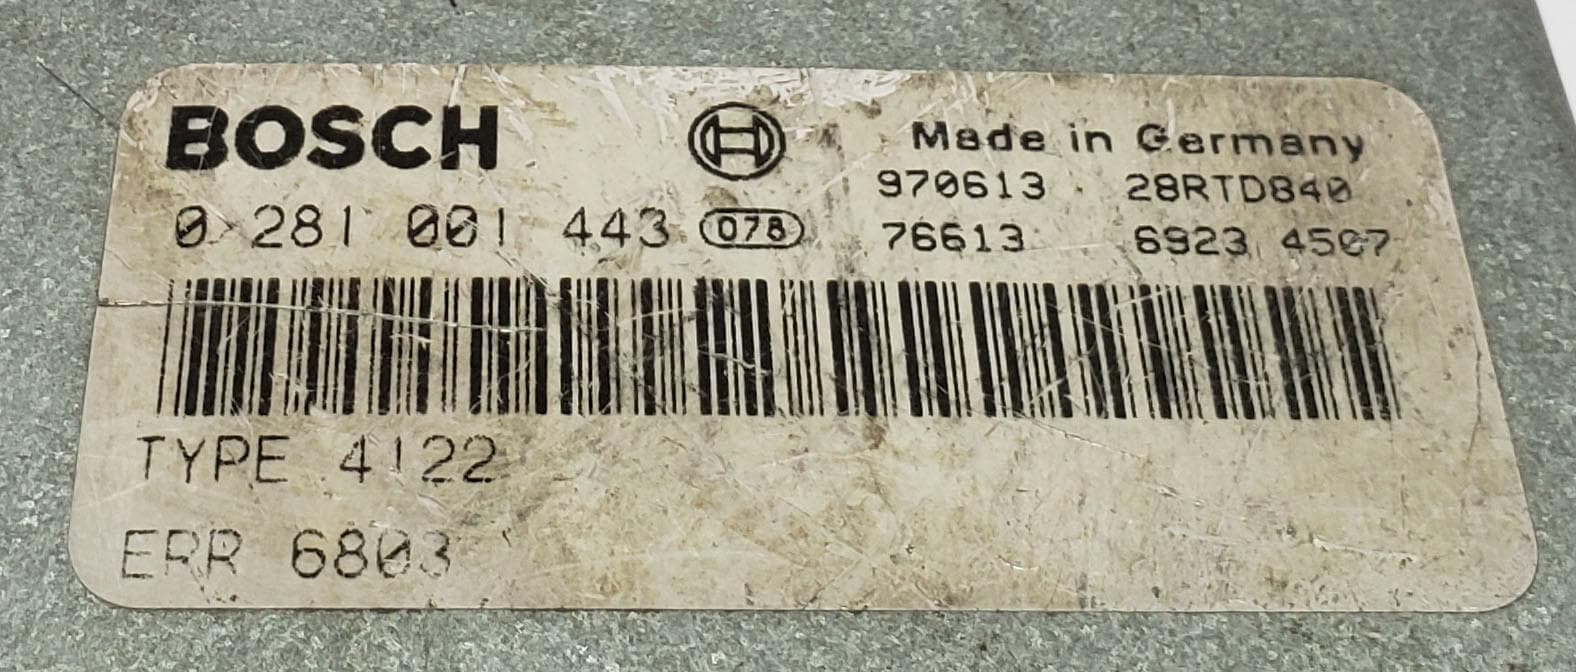 BOSCH
Made in Germany
970613 28RTD840
0 281 001 443 078
76613 6923 4507
TYPE 4122
ERR 6803